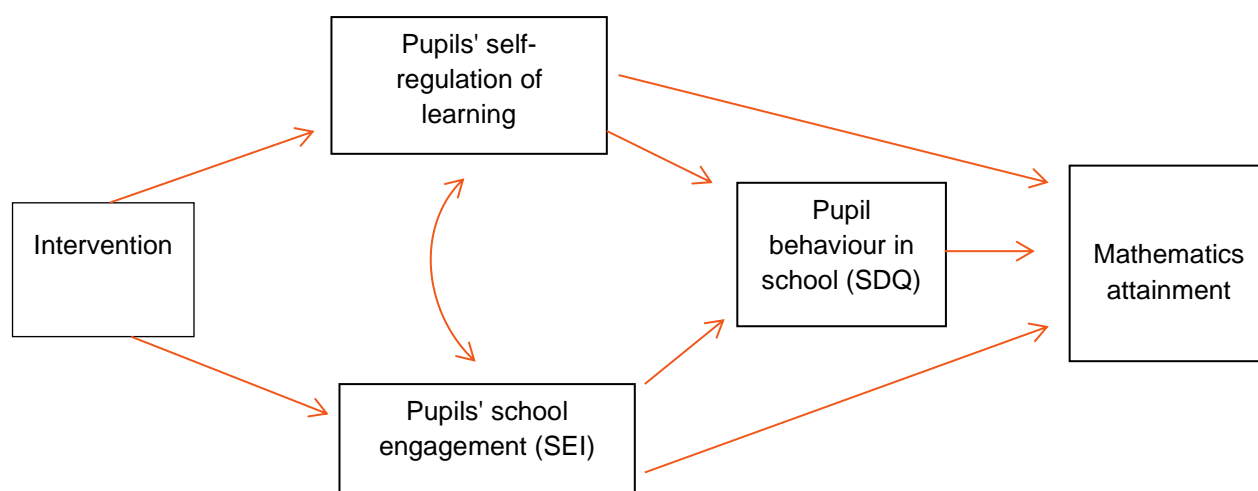 Pupils' self-
regulation of
learning
Intervention
Pupil
behaviour in
school (SDQ)
Mathematics
attainment
Pupils' school
engagement (SEI)